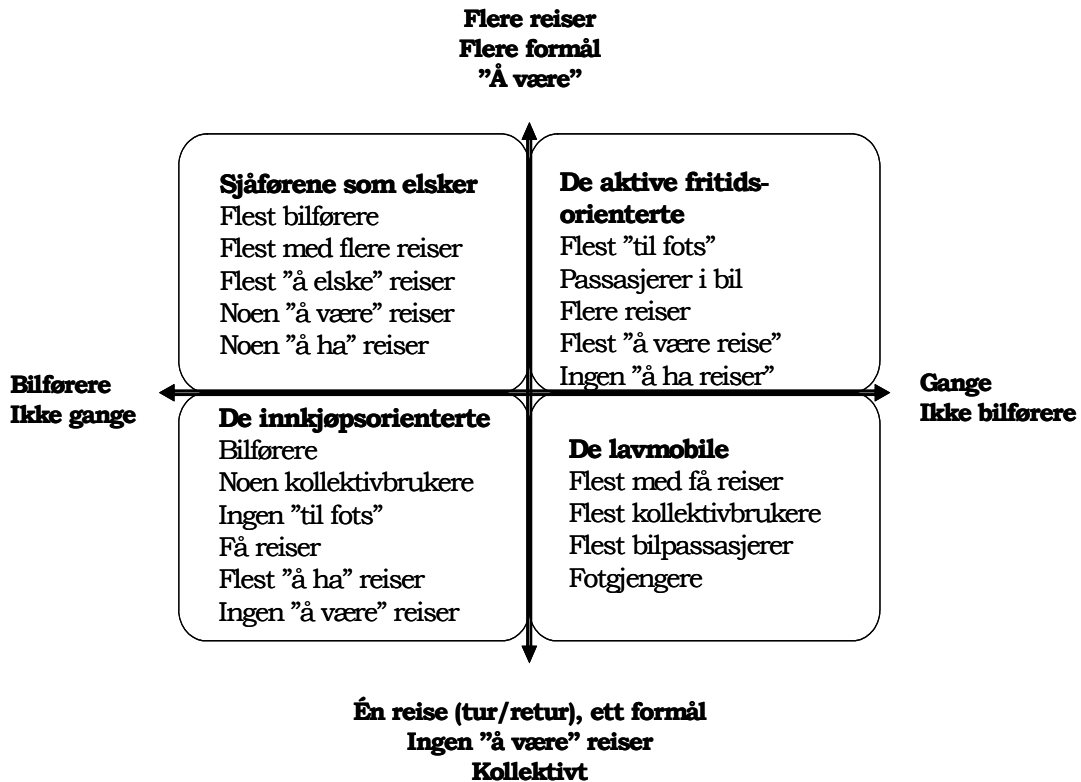 Flere reiser
Flere formål
”Å være”
Sjåførene som elsker
Flest bilførere
Flest med flere reiser
Flest ”å elske” reiser
Noen ”å være” reiser
Noen ”å ha” reiser
De aktive fritids-
orienterte
Flest ”til fots”
Passasjerer i bil
Flere reiser
Flest ”å være reise”
Ingen ”å ha reiser”
Bilførere
Ikke gange
Gange
Ikke bilførere
De innkjøpsorienterte
Bilførere
Noen kollektivbrukere
Ingen ”til fots”
Få reiser
Flest ”å ha” reiser
Ingen ”å være” reiser
De lavmobile
Flest med få reiser
Flest kollektivbrukere
Flest bilpassasjerer
Fotgjengere
Én reise (tur/retur), ett formål
Ingen ”å være” reiser
Kollektivt